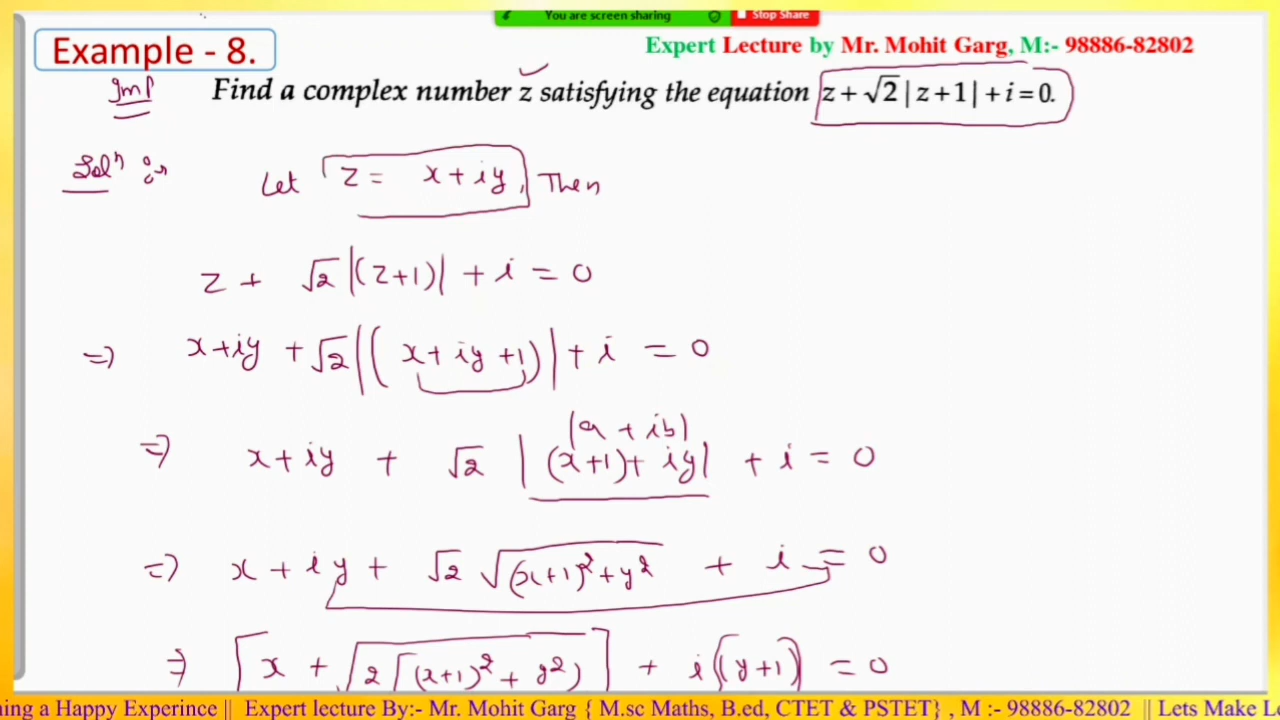 You are screen sharing Stop Share
Example - 8.
Expert Lecture by Mr. Mohit Garg, M:- 98886-82802
Imp
Find a complex number z satisfying the equation z + √2 | z + 1 | + i = 0.
Solⁿ :-
Let z = x + iy, Then
z + √2 |(z+1)| + i = 0
=> x+iy + √2 |(x + iy +1)| + i = 0
|a + ib|
=> x + iy + √2 |(x+1) + iy| + i = 0
=> x + iy + √2 √(x+1)² + y² + i = 0
=> [x + √2[(x+1)² + y²)] + i(y+1) = 0
ning a Happy Experince || Expert lecture By:- Mr. Mohit Garg { M.sc Maths, B.ed, CTET & PSTET} , M :- 98886-82802 || Lets Make L